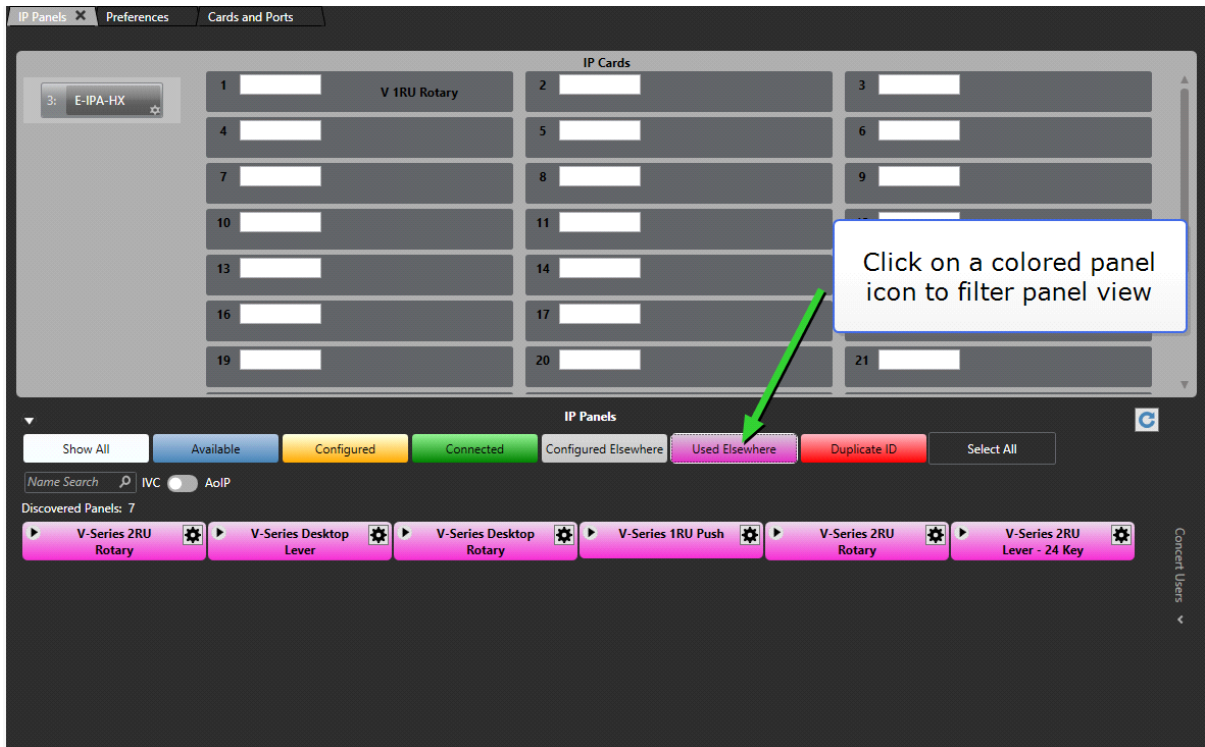 IP Panels
Preferences
Cards and Ports
IP Cards
3: E-IPA-HX
1
V 1RU Rotary
2
3
4
5
6
7
8
9
10
11
13
14
16
17
19
20
21
Click on a colored panel
icon to filter panel view
IP Panels
Show All
Available
Configured
Connected
Configured Elsewhere
Used Elsewhere
Duplicate ID
Select All
Name Search
IVC
AoIP
Discovered Panels: 7
V-Series 2RU
Rotary
V-Series Desktop
Lever
V-Series Desktop
Rotary
V-Series 1RU Push
V-Series 2RU
Rotary
V-Series 2RU
Lever - 24 Key
Concert Users